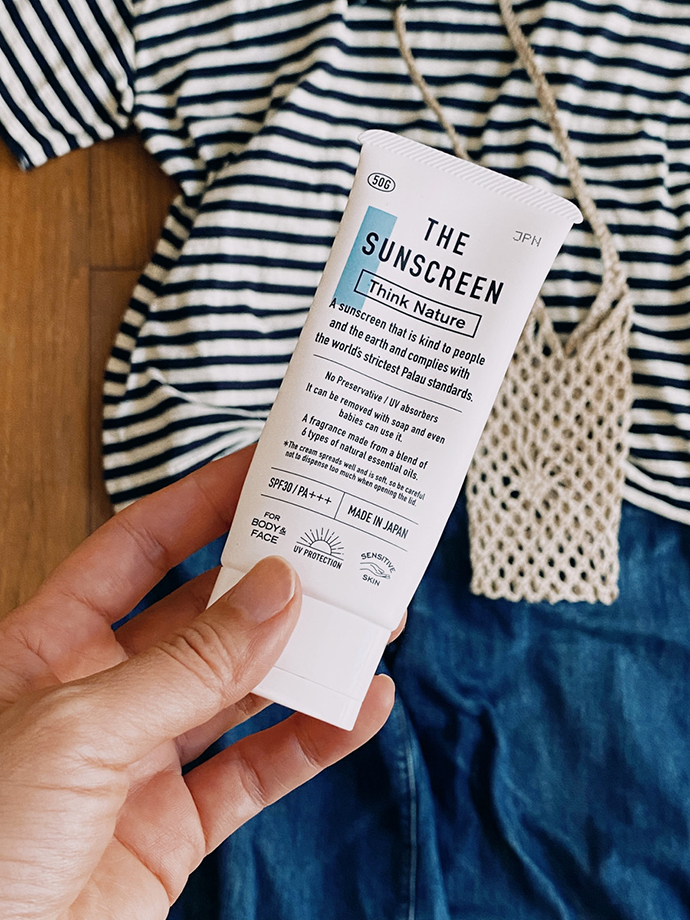 50G
JPN
THE
SUNSCREEN
Think Nature
A sunscreen that is kind to people
and the earth and complies with
the world's strictest Palau standards.
No Preservative / UV absorbers
It can be removed with soap and even
babies can use it.
A fragrance made from a blend of
6 types of natural essential oils.
*The cream spreads well and is soft, so be careful
not to dispense too much when opening the lid.
SPF30/PA+++
MADE IN JAPAN
FOR
BODY &
FACE
UV PROTECTION
SENSITIVE
SKIN